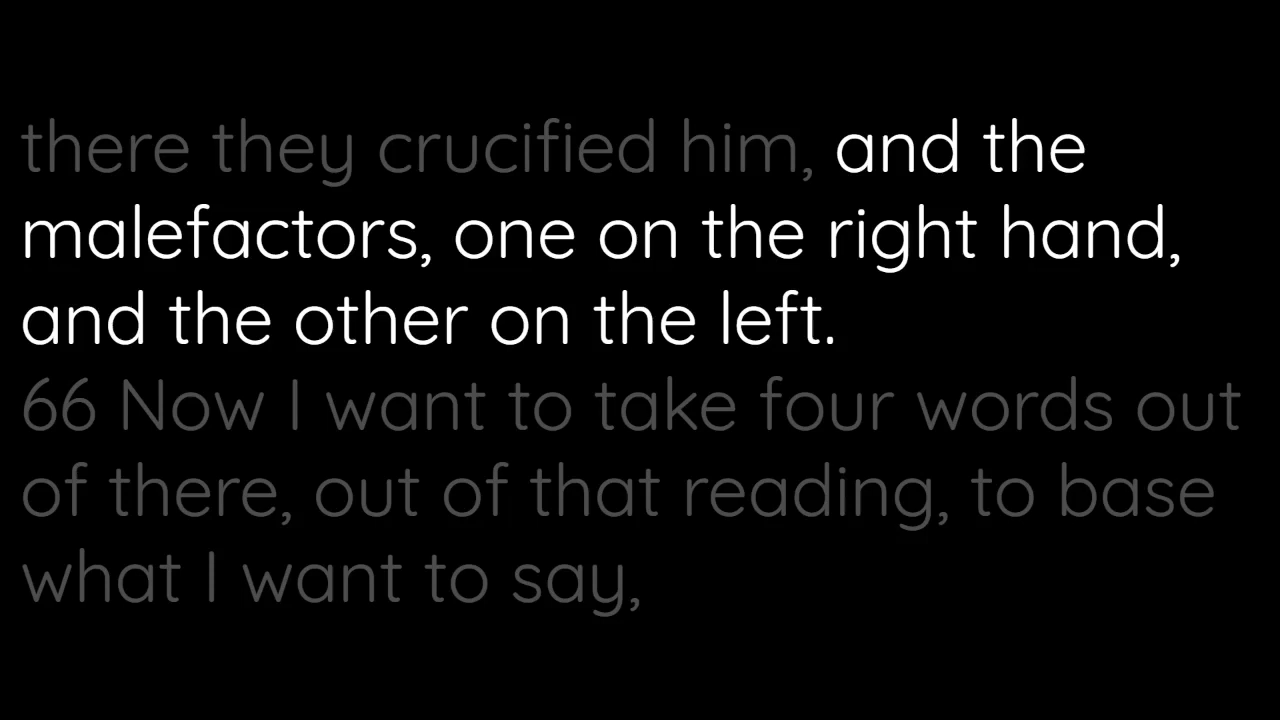 there they crucified him, and the
malefactors, one on the right hand,
and the other on the left.
66 Now I want to take four words out
of there, out of that reading, to base
what I want to say,